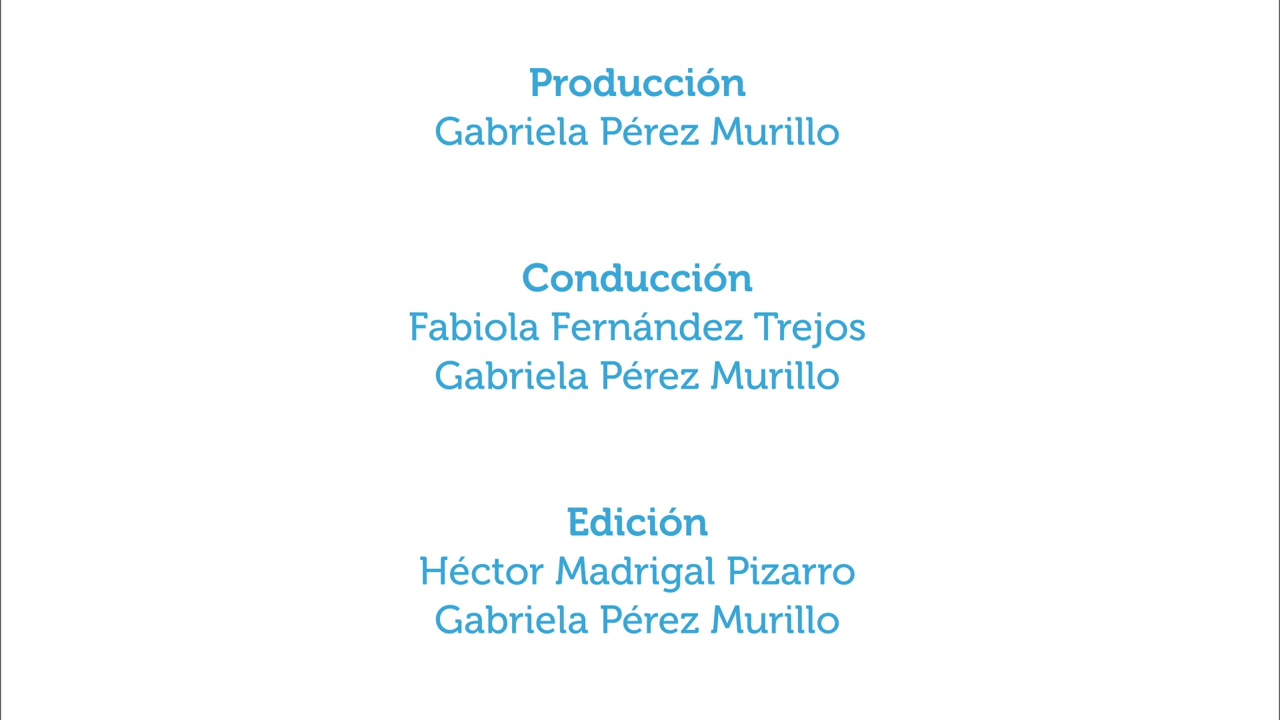 Producción
Gabriela Pérez Murillo
Conducción
Fabiola Fernández Trejos
Gabriela Pérez Murillo
Edición
Héctor Madrigal Pizarro
Gabriela Pérez Murillo